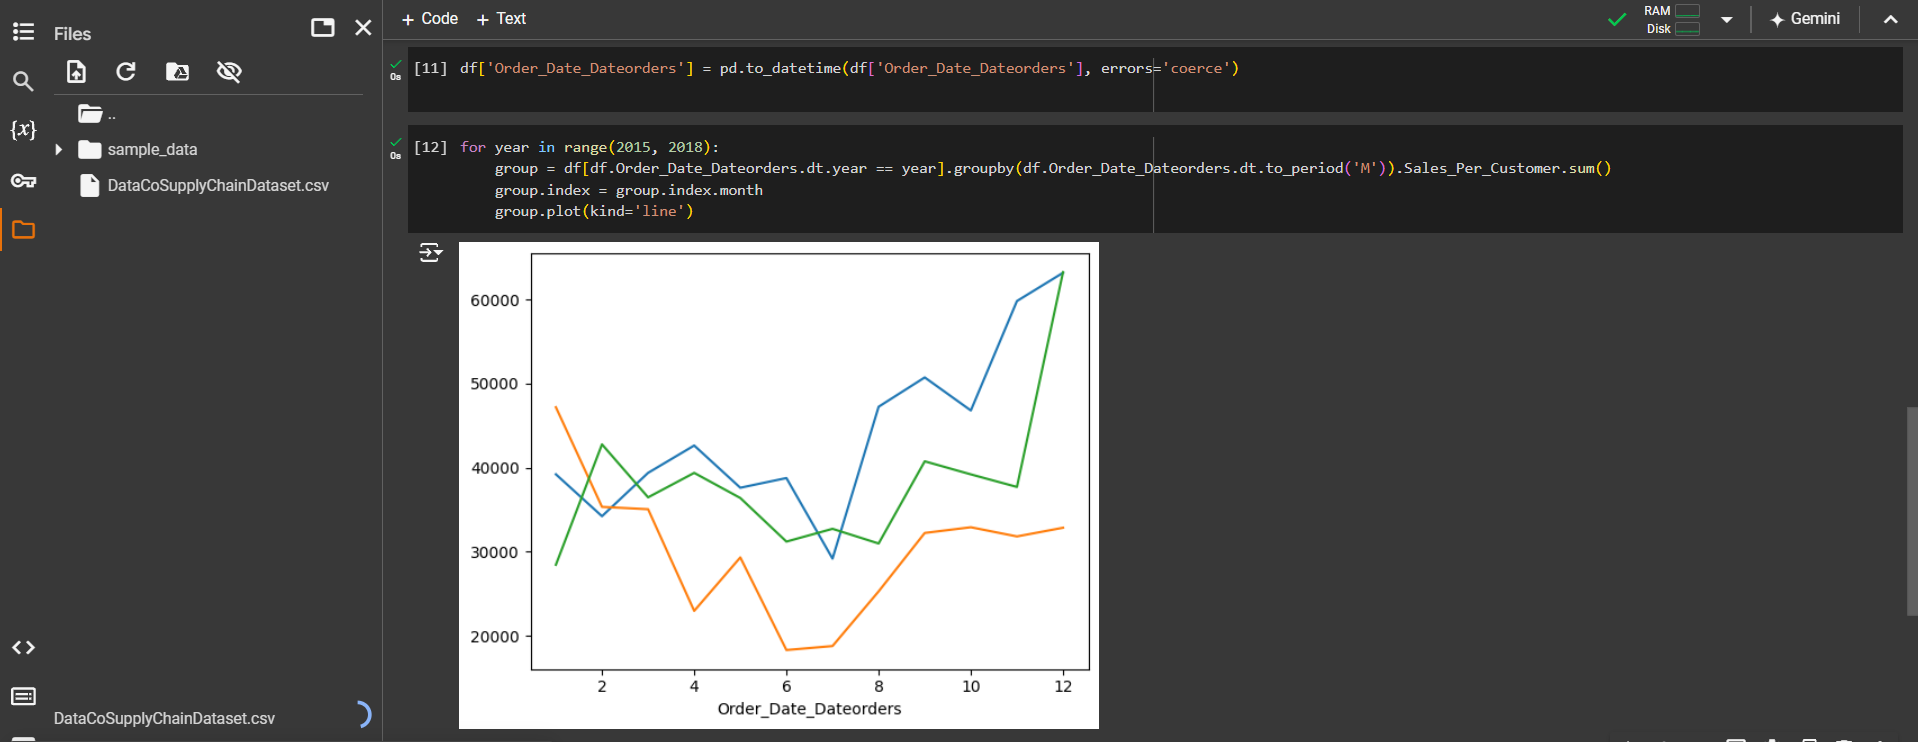 Files
..
sample_data
DataCoSupplyChainDataset.csv
{x}
DataCoSupplyChainDataset.csv
+ Code + Text
RAM
Disk
Gemini
0s
[11] df['Order_Date_Dateorders'] = pd.to_datetime(df['Order_Date_Dateorders'], errors='coerce')
0s
[12] for year in range(2015, 2018):
group = df[df.Order_Date_Dateorders.dt.year == year].groupby(df.Order_Date_Dateorders.dt.to_period('M')).Sales_Per_Customer.sum()
group.index = group.index.month
group.plot(kind='line')
60000
50000
40000
30000
20000
2 4 6 8 10 12
Order_Date_Dateorders